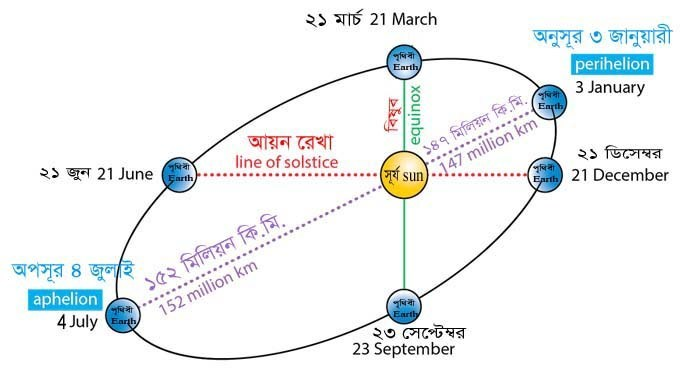 ২১ মার্চ 21 March
অনুসূর ৩ জানুয়ারী
perihelion
3 January
পৃথিবী
Earth
পৃথিবী
Earth
বিষুব
equinox
১৪৭ মিলিয়ন কি.মি.
147 million km
আয়ন রেখা
line of solstice
২১ জুন 21 June
পৃথিবী
Earth
সূর্য sun
পৃথিবী
Earth
২১ ডিসেম্বর
21 December
১৫২ মিলিয়ন কি.মি.
152 million km
অপসূর ৪ জুলাই
aphelion
4 July
পৃথিবী
Earth
পৃথিবী
Earth
২৩ সেপ্টেম্বর
23 September